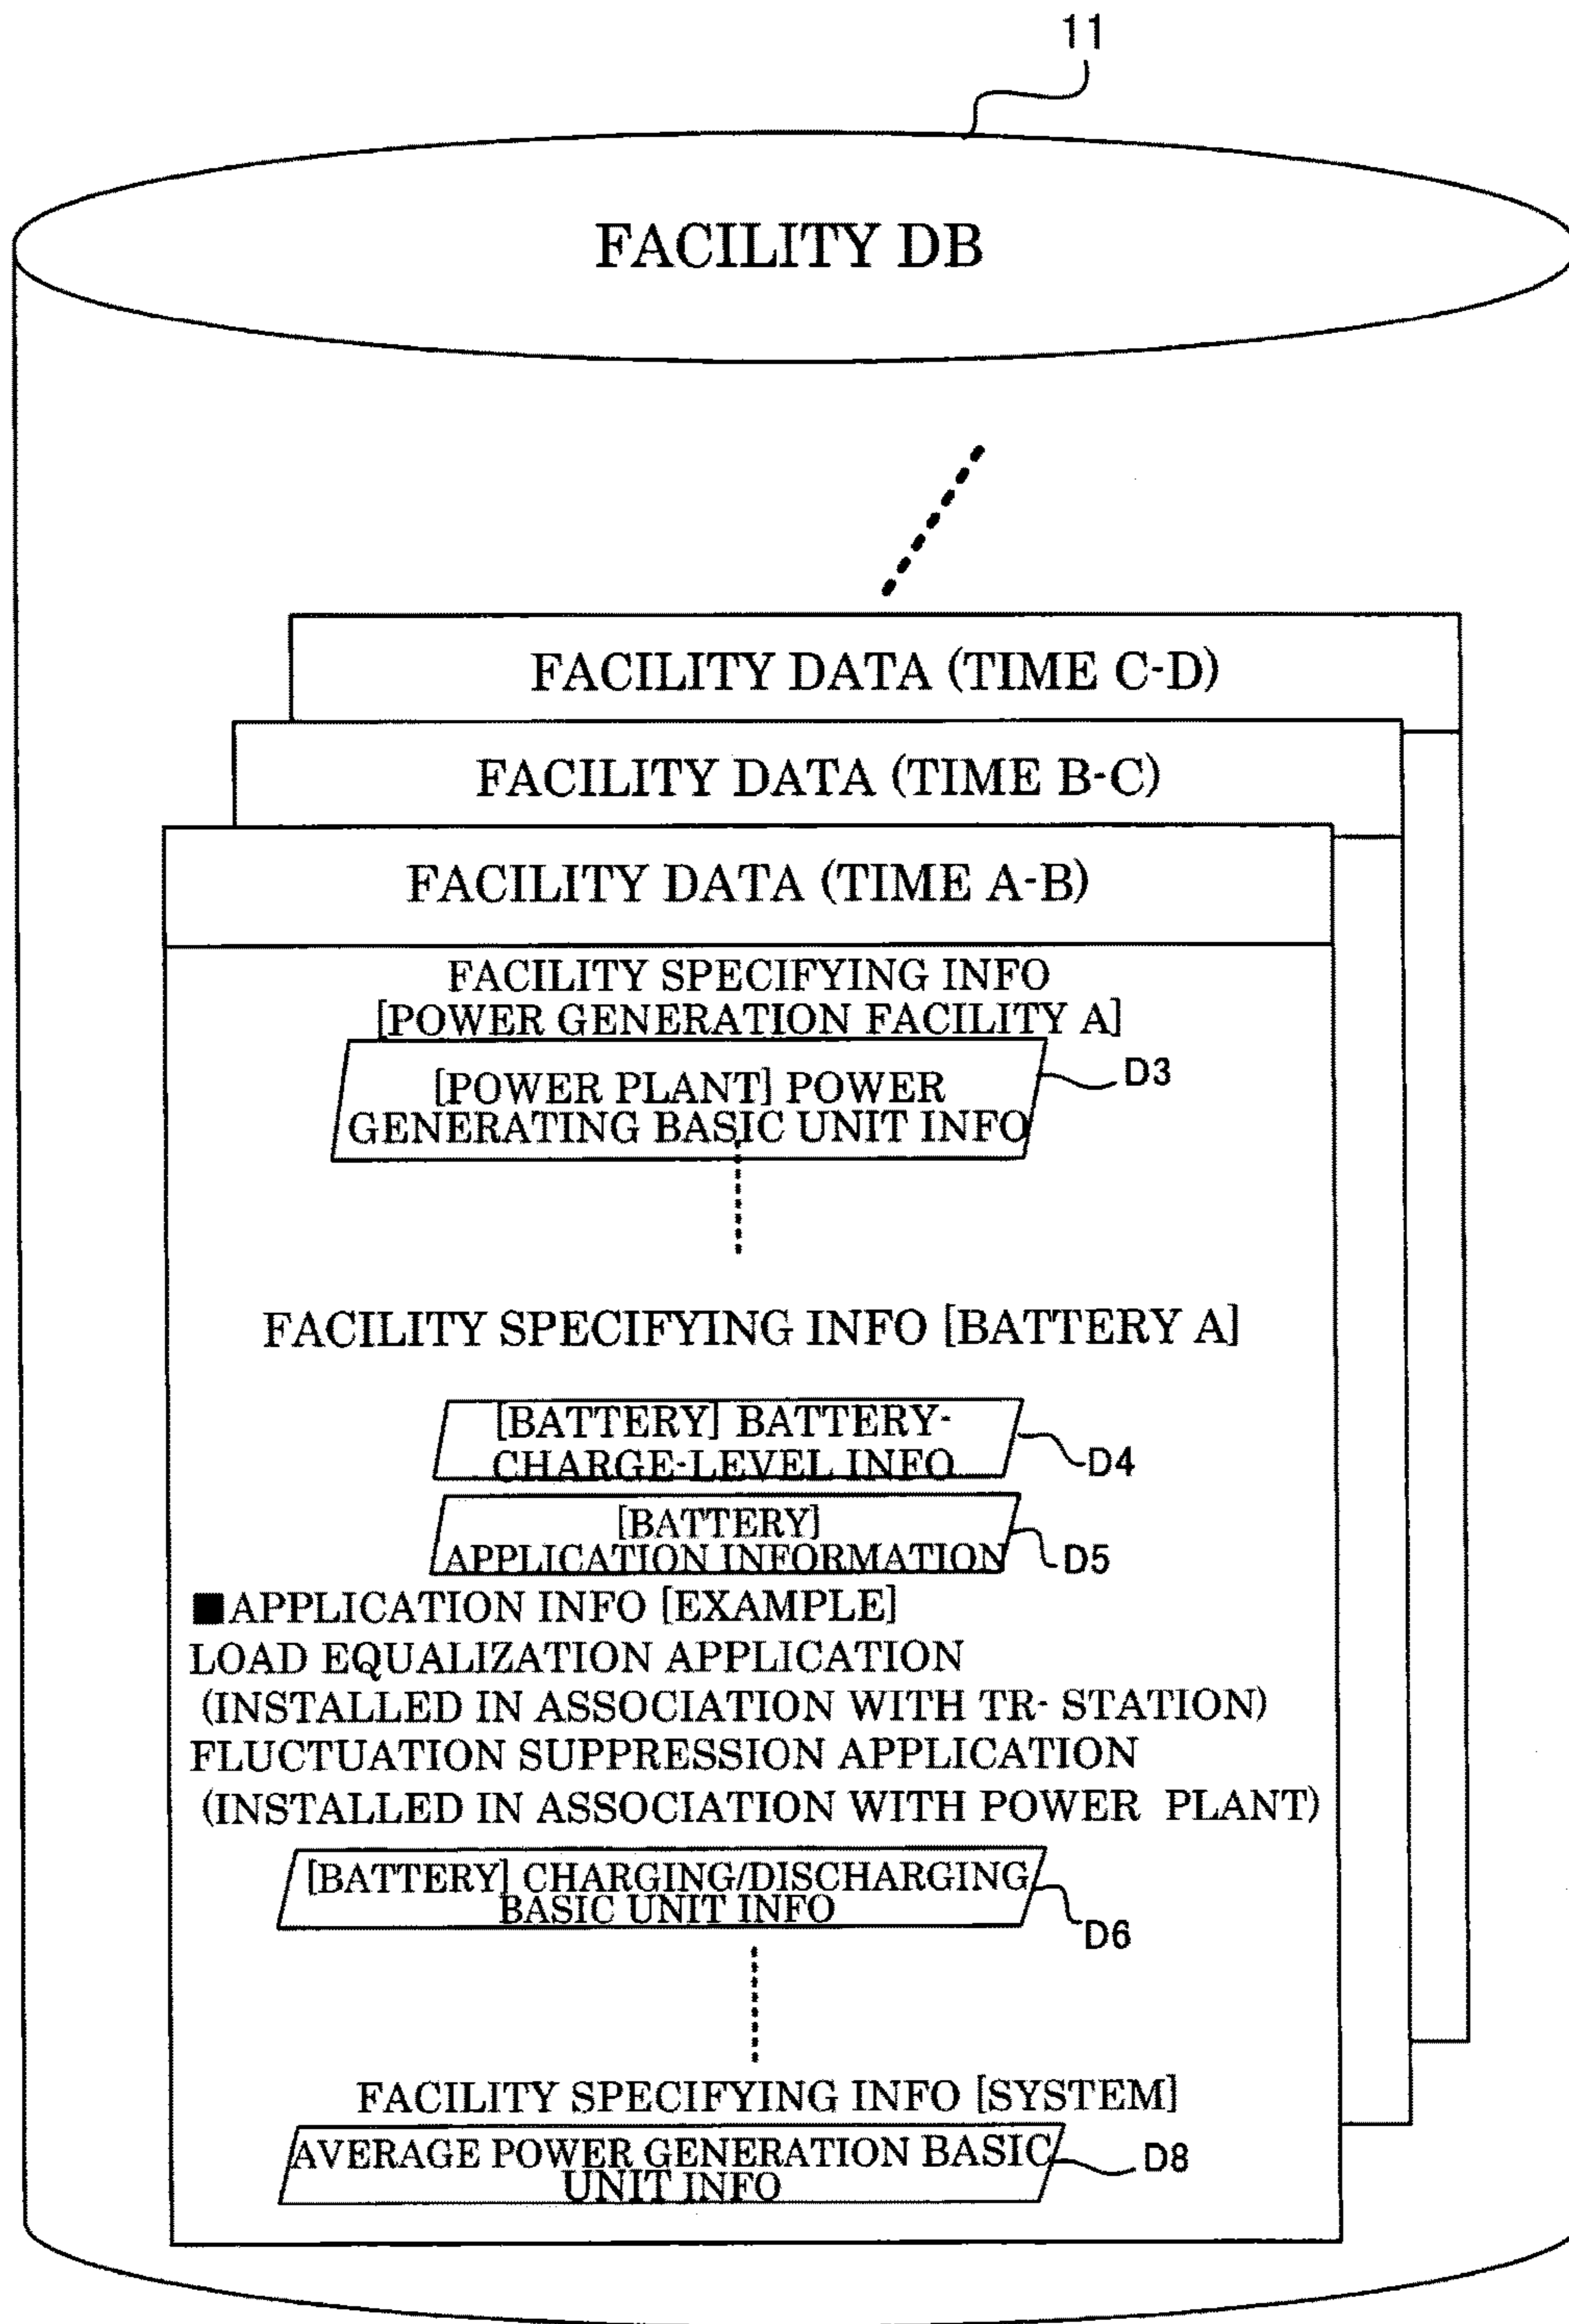 11
FACILITY DB
FACILITY DATA (TIME C-D)
FACILITY DATA (TIME B-C)
FACILITY DATA (TIME A-B)
FACILITY SPECIFYING INFO
[POWER GENERATION FACILITY A]
[POWER PLANT] POWER
GENERATING BASIC UNIT INFO
D3
FACILITY SPECIFYING INFO [BATTERY A]
[BATTERY] BATTERY-
CHARGE-LEVEL INFO
D4
[BATTERY]
APPLICATION INFORMATION
D5
■APPLICATION INFO [EXAMPLE]
LOAD EQUALIZATION APPLICATION
(INSTALLED IN ASSOCIATION WITH TR- STATION)
FLUCTUATION SUPPRESSION APPLICATION
(INSTALLED IN ASSOCIATION WITH POWER PLANT)
[BATTERY] CHARGING/DISCHARGING
BASIC UNIT INFO
D6
FACILITY SPECIFYING INFO [SYSTEM]
AVERAGE POWER GENERATION BASIC
UNIT INFO
D8